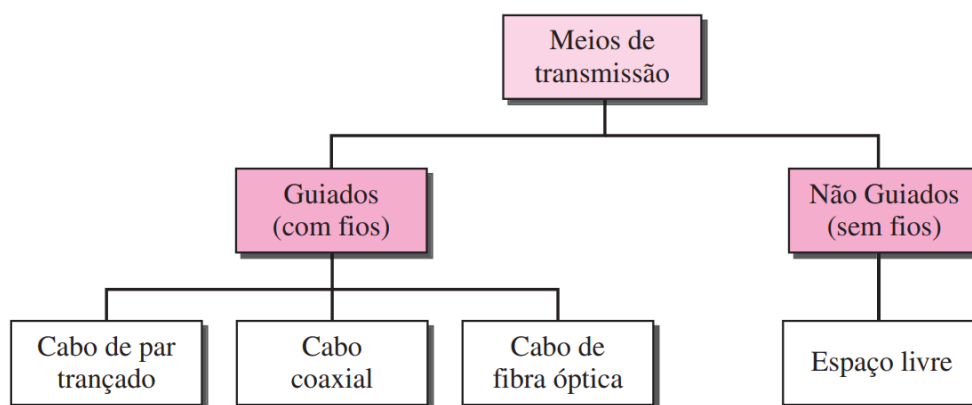 Meios de
transmissão
Guiados
(com fios)
Não Guiados
(sem fios)
Cabo de par
trançado
Cabo
coaxial
Cabo de
fibra óptica
Espaço livre